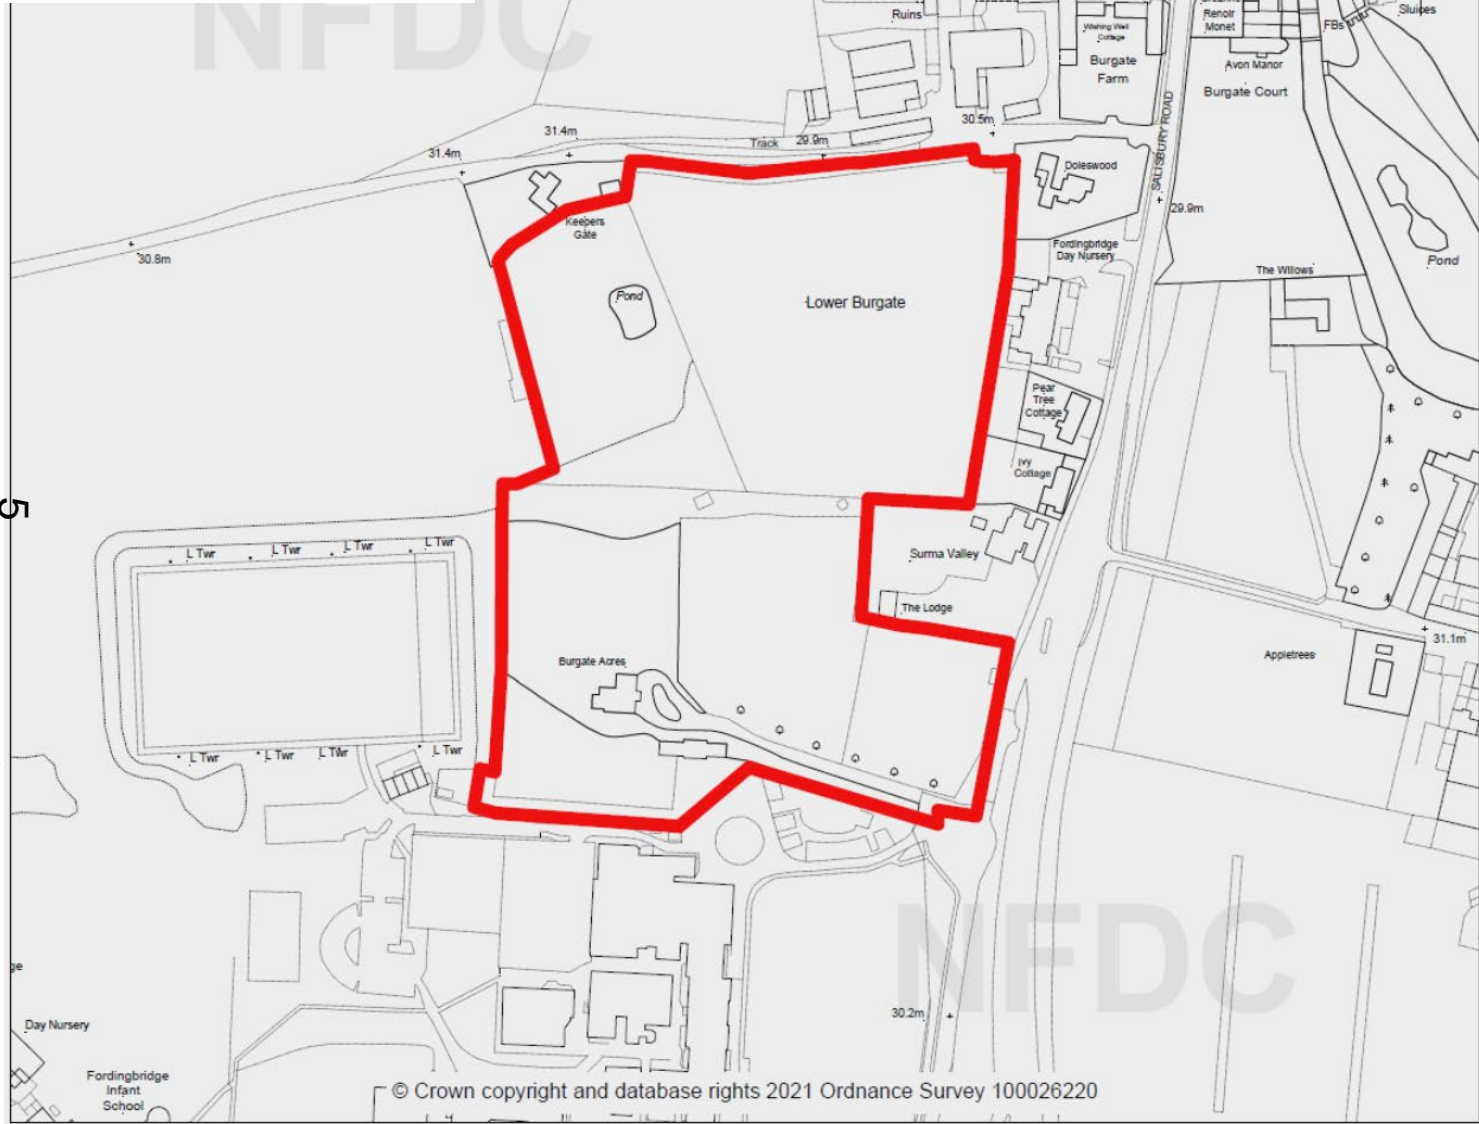 NFDC
Ruins
Renoir
Monet
FBs
Sluices
Wishing Well
Cottage
Burgate
Farm
Avon Manor
Burgate Court
SALISBURY ROAD
30.5m
31.4m
Track
29.9m
31.4m
Doleswood
29.9m
Keepers
Gate
30.8m
Fordingbridge
Day Nursery
The Willows
Pond
Pond
Lower Burgate
Pear
Tree
Cottage
Ivy
Cottage
5
L Twr
L Twr
L Twr
L Twr
Surma Valley
The Lodge
31.1m
Burgate Acres
Appletrees
L Twr
L Twr
L Twr
L Twr
NFDC
ge
30.2m
Day Nursery
Fordingbridge
Infant
School
© Crown copyright and database rights 2021 Ordnance Survey 100026220